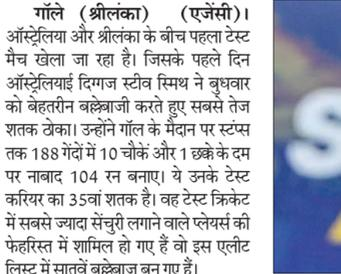 गॉले (श्रीलंका) (एजेंसी)।
ऑस्ट्रेलिया और श्रीलंका के बीच पहला टेस्ट
मैच खेला जा रहा है। जिसके पहले दिन
ऑस्ट्रेलियाई दिग्गज स्टीव स्मिथ ने बुधवार
को बेहतरीन बल्लेबाजी करते हुए सबसे तेज
शतक ठोका। उन्होंने गॉल के मैदान पर स्टंप्स
तक 188 गेंदों में 10 चौकें और 1 छक्के के दम
पर नाबाद 104 रन बनाए। ये उनके टेस्ट
करियर का 35वां शतक है। वह टेस्ट क्रिकेट
में सबसे ज्यादा सेंचुरी लगाने वाले प्लेयर्स की
फेहरिस्त में शामिल हो गए हैं वो इस एलीट
लिस्ट में सातवें बल्लेबाज बन गए हैं।